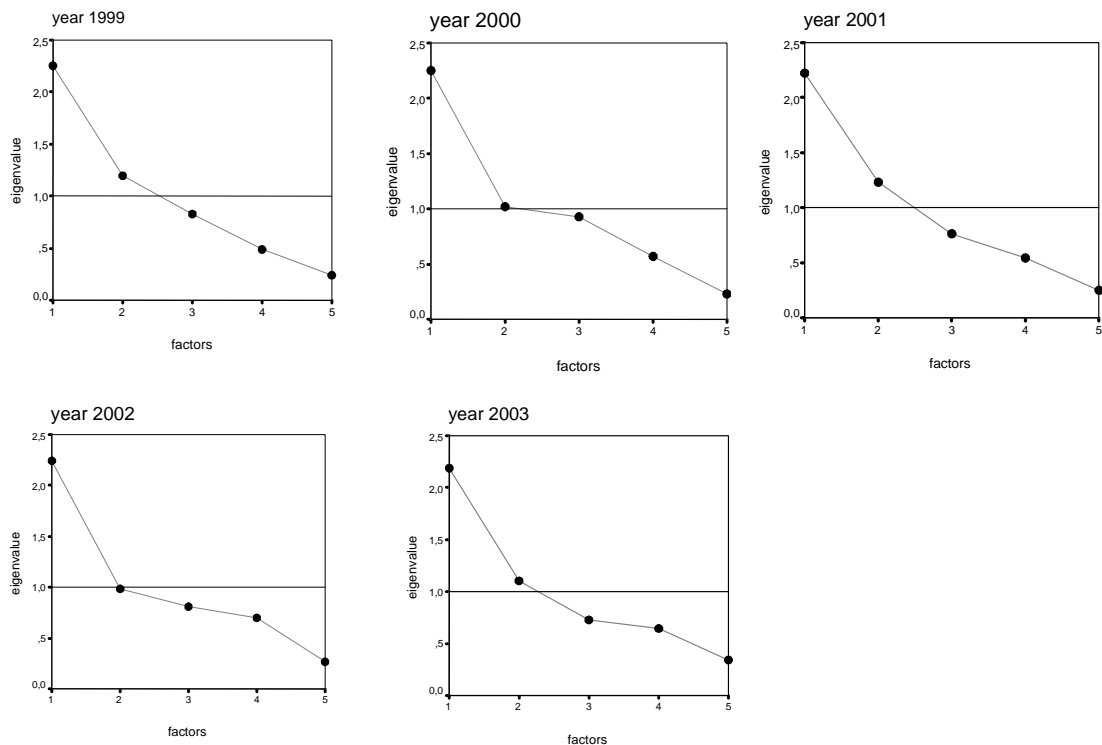 year 1999
2,5
2,0
1,5
1,0
,5
0,0
eigenvalue
1 2 3 4 5
factors
year 2000
2,5
2,0
1,5
1,0
,5
0,0
eigenvalue
1 2 3 4 5
factors
year 2001
2,5
2,0
1,5
1,0
,5
0,0
eigenvalue
1 2 3 4 5
factors
year 2002
2,5
2,0
1,5
1,0
,5
0,0
eigenvalue
1 2 3 4 5
factors
year 2003
2,5
2,0
1,5
1,0
,5
0,0
eigenvalue
1 2 3 4 5
factors